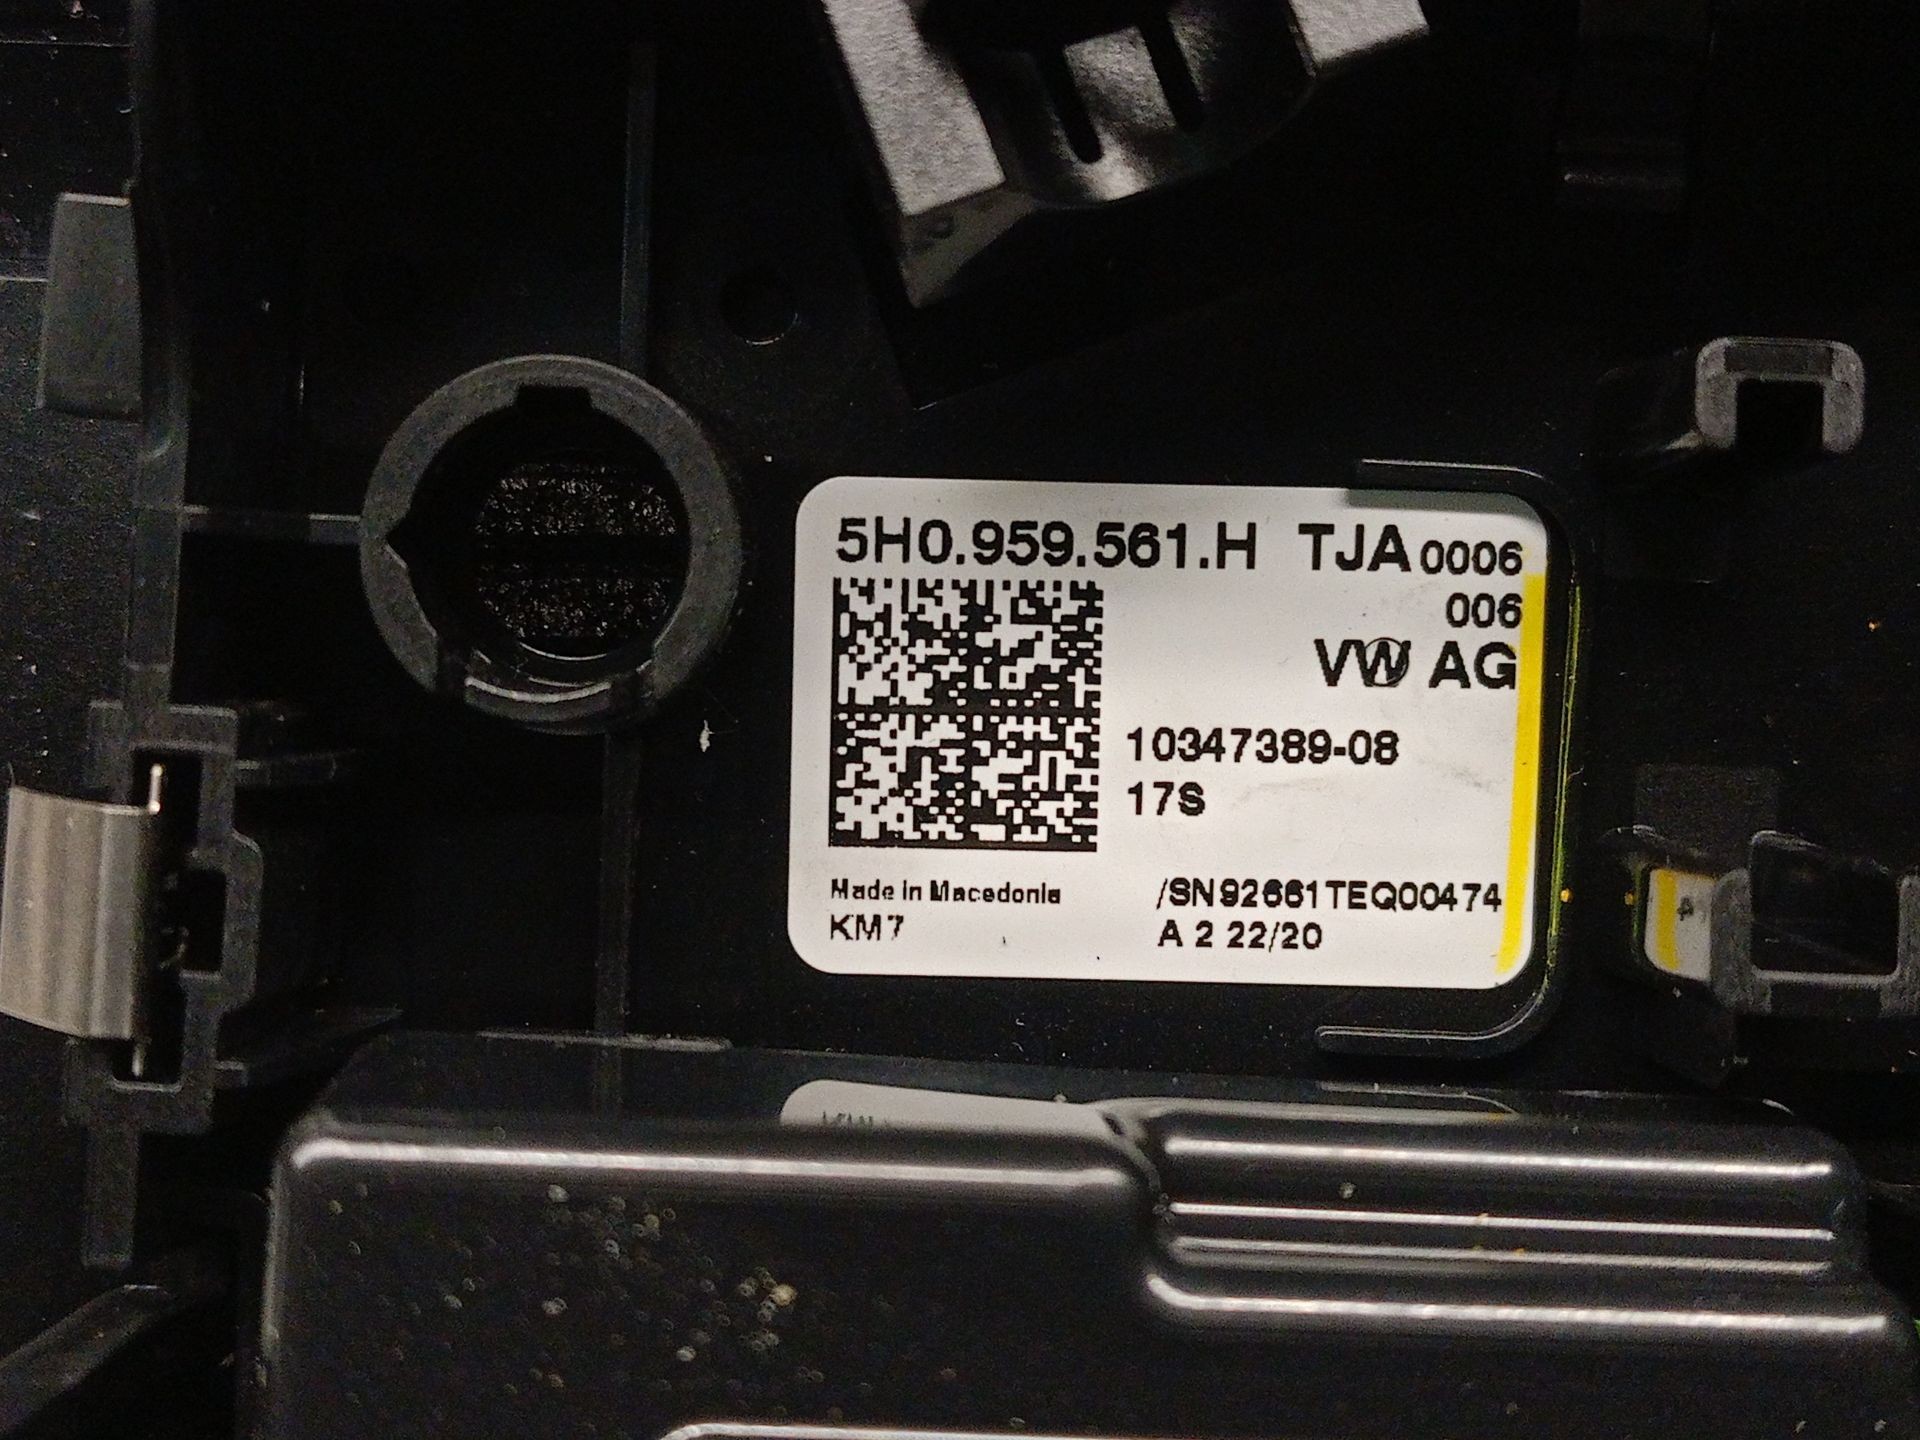 5H0.959.561.H TJA 0006
006
VW AG
10347389-08
17S
Made in Macedonia
KM7
/SN92661TEQ00474
A 2 22/20